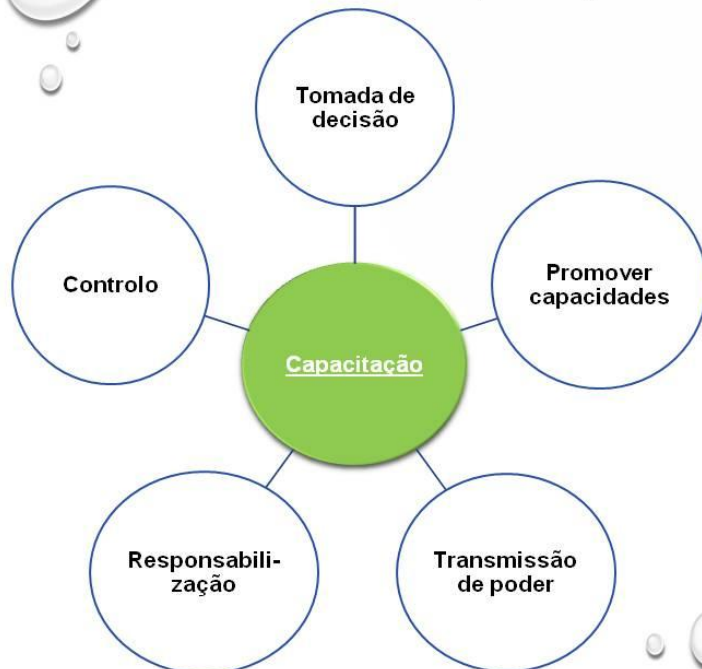 Tomada de
decisão
Controlo
Promover
capacidades
Capacitação
Responsabili-
zação
Transmissão
de poder